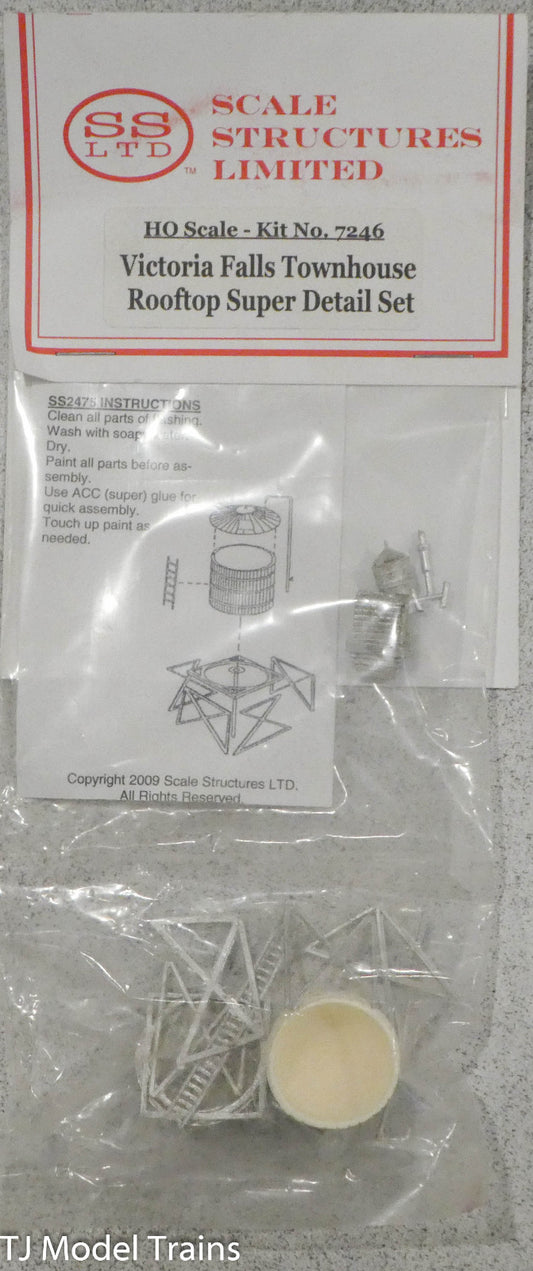 SS
LTD
™
SCALE
STRUCTURES
LIMITED
HO Scale - Kit No. 7246
Victoria Falls Townhouse
Rooftop Super Detail Set
SS2475 INSTRUCTIONS
Clean all parts of flashing.
Wash with soapy water.
Dry.
Paint all parts before as-
sembly.
Use ACC (super) glue for
quick assembly.
Touch up paint as
needed.
Copyright 2009 Scale Structures LTD.
All Rights Reserved.
TJ Model Trains